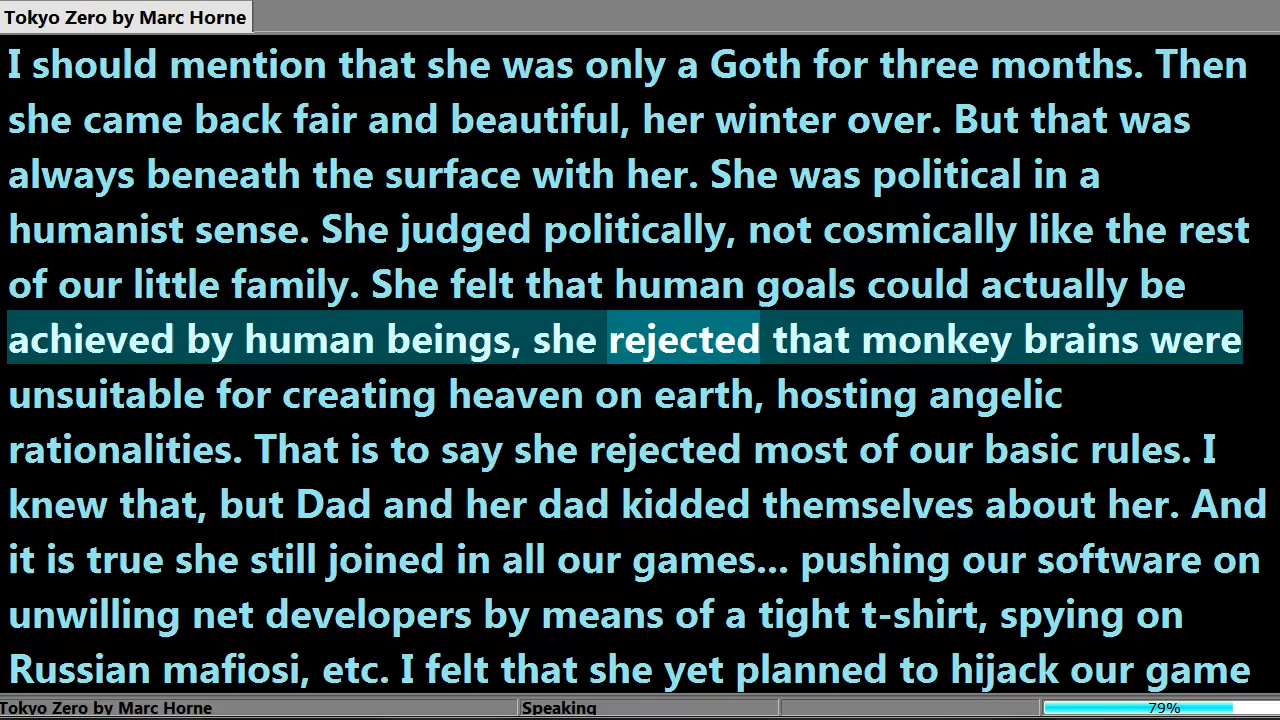 Tokyo Zero by Marc Horne
I should mention that she was only a Goth for three months. Then
she came back fair and beautiful, her winter over. But that was
always beneath the surface with her. She was political in a
humanist sense. She judged politically, not cosmically like the rest
of our little family. She felt that human goals could actually be
achieved by human beings, she rejected that monkey brains were
unsuitable for creating heaven on earth, hosting angelic
rationalities. That is to say she rejected most of our basic rules. I
knew that, but Dad and her dad kidded themselves about her. And
it is true she still joined in all our games... pushing our software on
unwilling net developers by means of a tight t-shirt, spying on
Russian mafiosi, etc. I felt that she yet planned to hijack our game
Tokyo Zero by Marc Horne
Speaking
79%